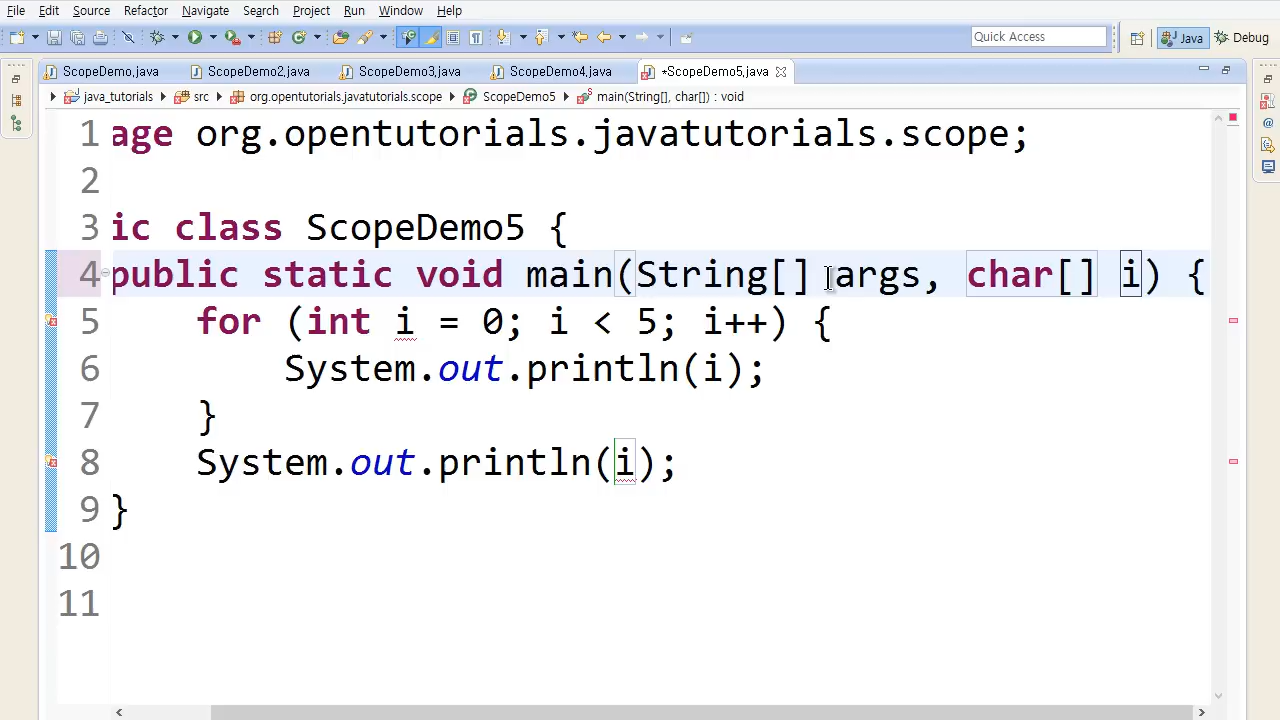 File Edit Source Refactor Navigate Search Project Run Window Help
Quick Access Java Debug
ScopeDemo.java ScopeDemo2.java ScopeDemo3.java ScopeDemo4.java *ScopeDemo5.java
java_tutorials src org.opentutorials.javatutorials.scope ScopeDemo5 main(String[], char[]) : void
1 age org.opentutorials.javatutorials.scope;
2
3 ic class ScopeDemo5 {
4 public static void main(String[] args, char[] i) {
5 for (int i = 0; i < 5; i++) {
6 System.out.println(i);
7 }
8 System.out.println(i);
9 }
10
11